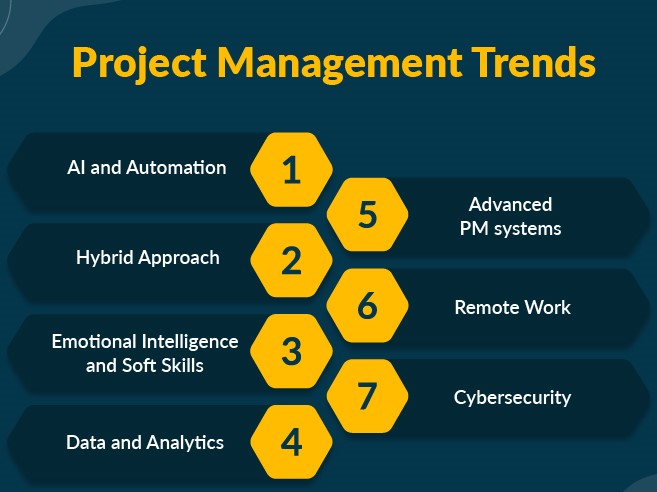 Project Management Trends
AI and Automation
1
Hybrid Approach
2
Emotional Intelligence
and Soft Skills
3
Data and Analytics
4
5
Advanced
PM systems
6
Remote Work
7
Cybersecurity